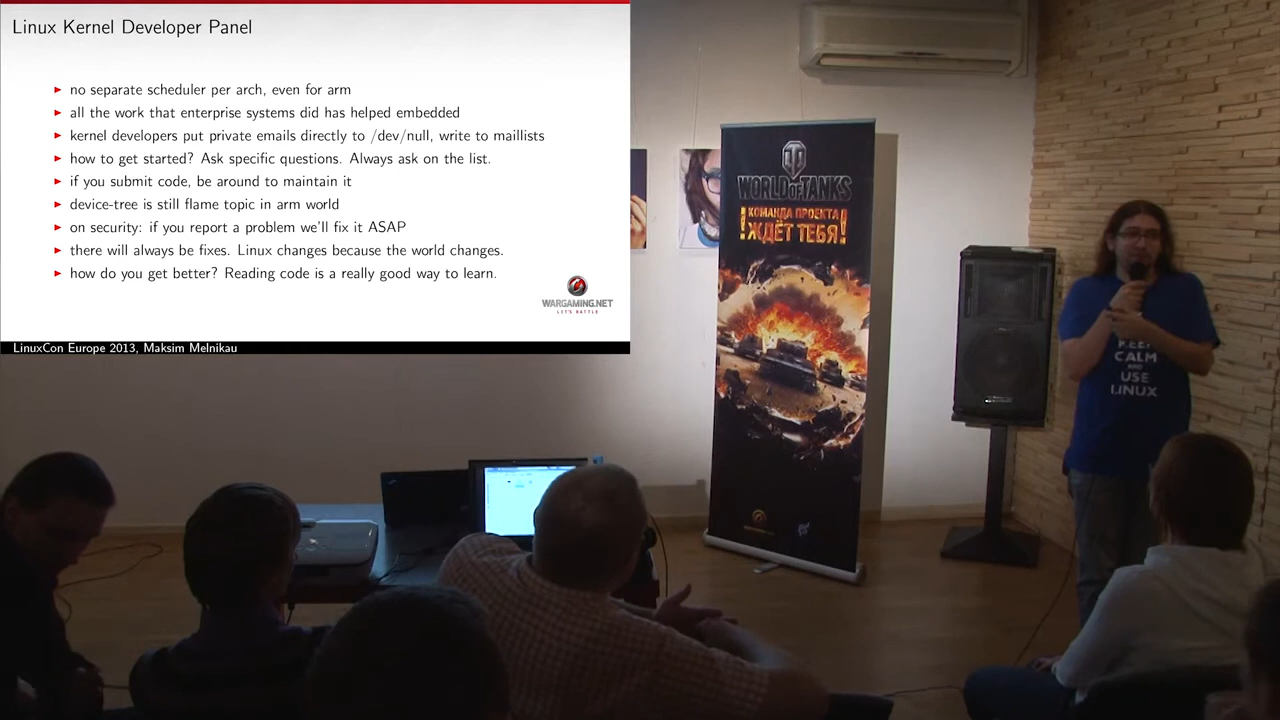 Linux Kernel Developer Panel
► no separate scheduler per arch, even for arm
► all the work that enterprise systems did has helped embedded
► kernel developers put private emails directly to /dev/null, write to maillists
► how to get started? Ask specific questions. Always ask on the list.
► if you submit code, be around to maintain it
► device-tree is still flame topic in arm world
► on security: if you report a problem we'll fix it ASAP
► there will always be fixes. Linux changes because the world changes.
► how do you get better? Reading code is a really good way to learn.
WARGAMING.NET
LET'S BATTLE
LinuxCon Europe 2013, Maksim Melnikau
WORLD OF TANKS
КОМАНДА ПРОЕКТА
ЖДЁТ ТЕБЯ!
KEEP
CALM
AND
USE
LINUX